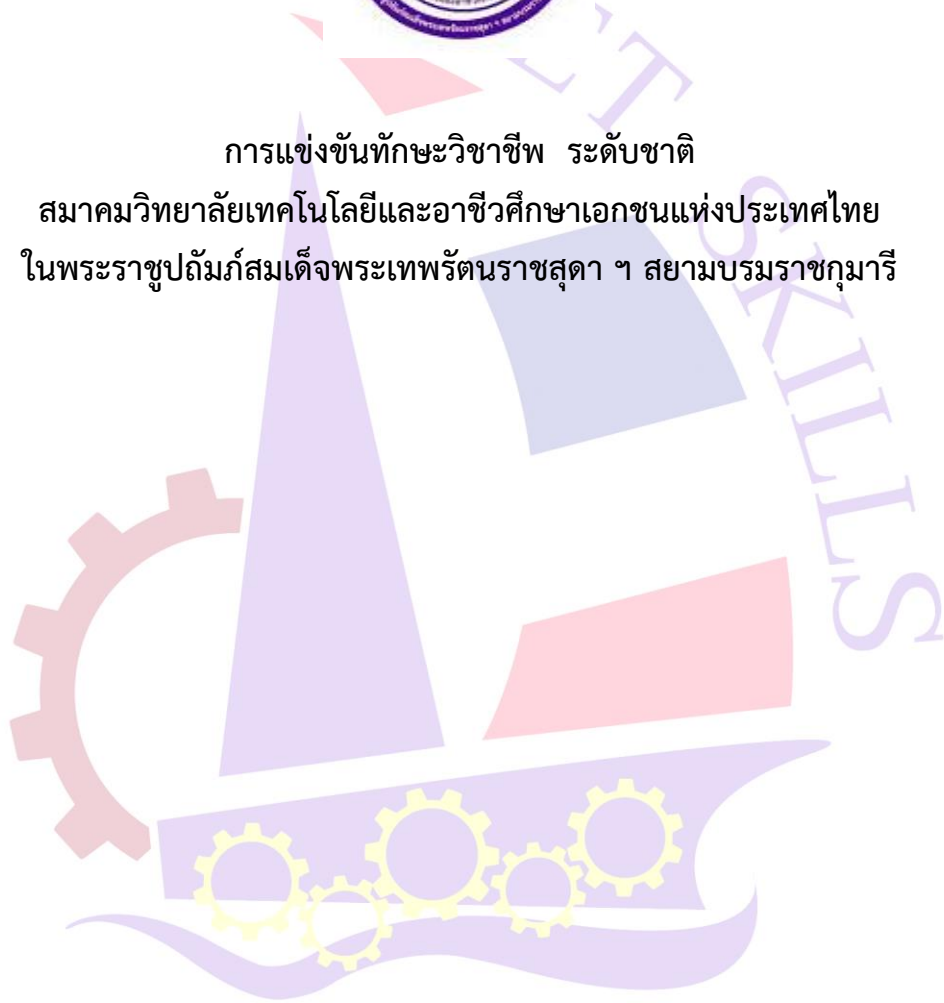 การแข่งขันทักษะวิชาชีพ ระดับชาติ
สมาคมวิทยาลัยเทคโนโลยีและอาชีวศึกษาเอกชนแห่งประเทศไทย
ในพระราชูปถัมภ์สมเด็จพระเทพรัตนราชสุดา ฯ สยามบรมราชกุมารี
SKILLS